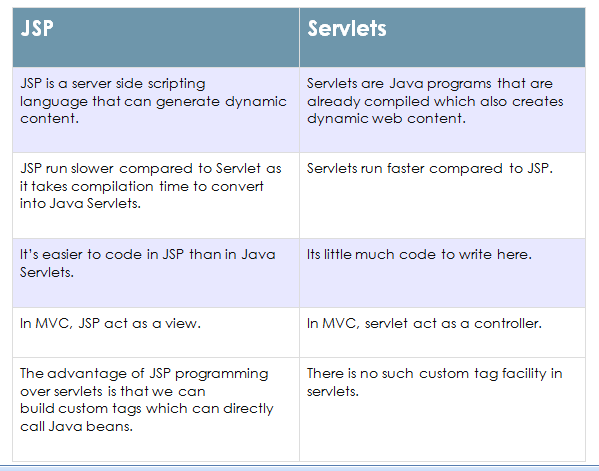 JSP
Servlets
JSP is a server side scripting
language that can generate dynamic
content.
Servlets are Java programs that are
already compiled which also creates
dynamic web content.
JSP run slower compared to Servlet as
it takes compilation time to convert
into Java Servlets.
Servlets run faster compared to JSP.
It’s easier to code in JSP than in Java
Servlets.
Its little much code to write here.
In MVC, JSP act as a view.
In MVC, servlet act as a controller.
The advantage of JSP programming
over servlets is that we can
build custom tags which can directly
call Java beans.
There is no such custom tag facility in
servlets.